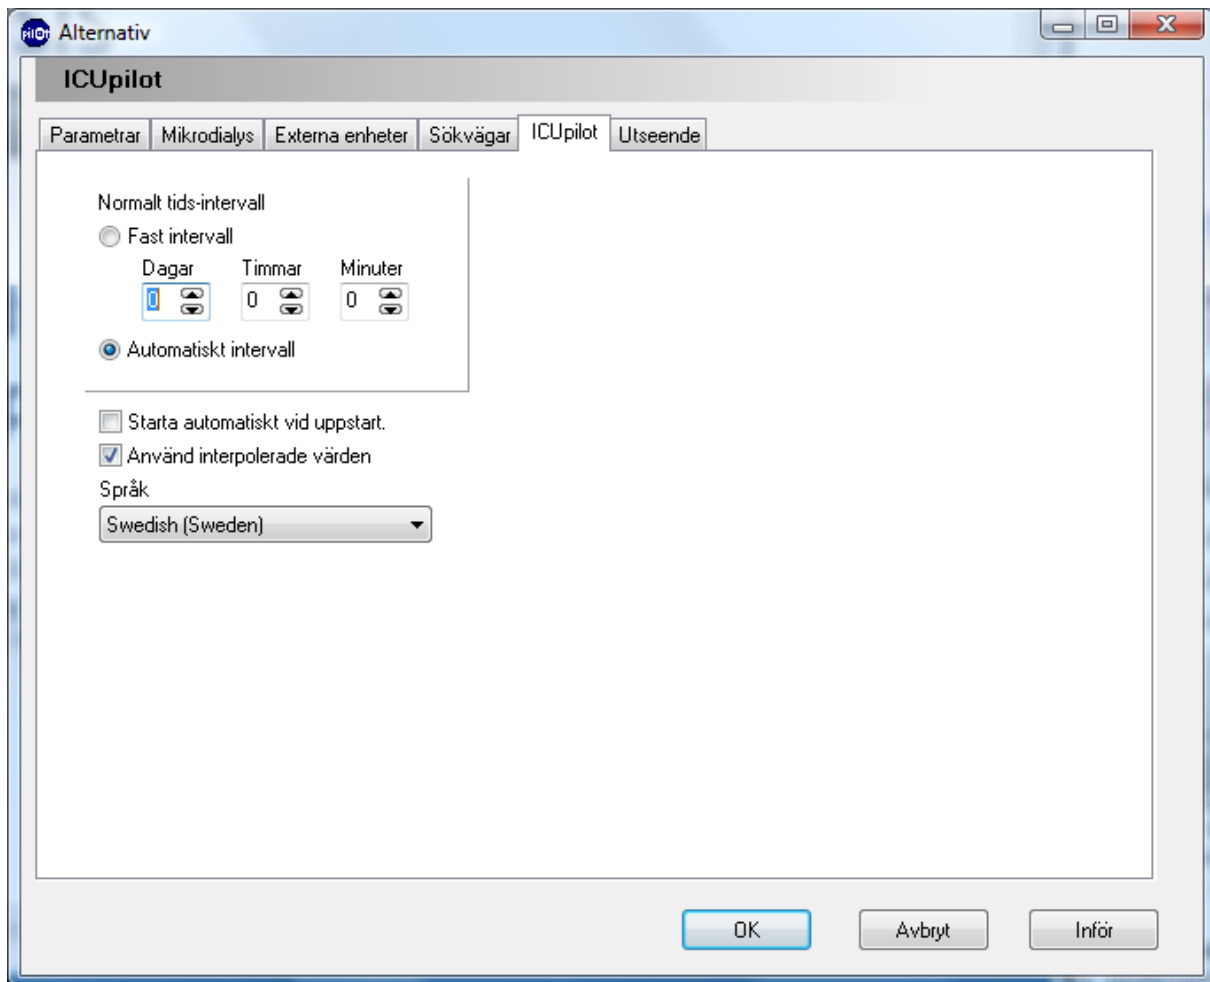 PilOt Alternativ
ICUpilot
Parametrar Mikrodialys Externa enheter Sökvägar ICUpilot Utseende
Normalt tids-intervall
Fast intervall
Dagar Timmar Minuter
0 0 0
Automatiskt intervall
Starta automatiskt vid uppstart.
Använd interpolerade värden
Språk
Swedish (Sweden)
OK Avbryt Inför